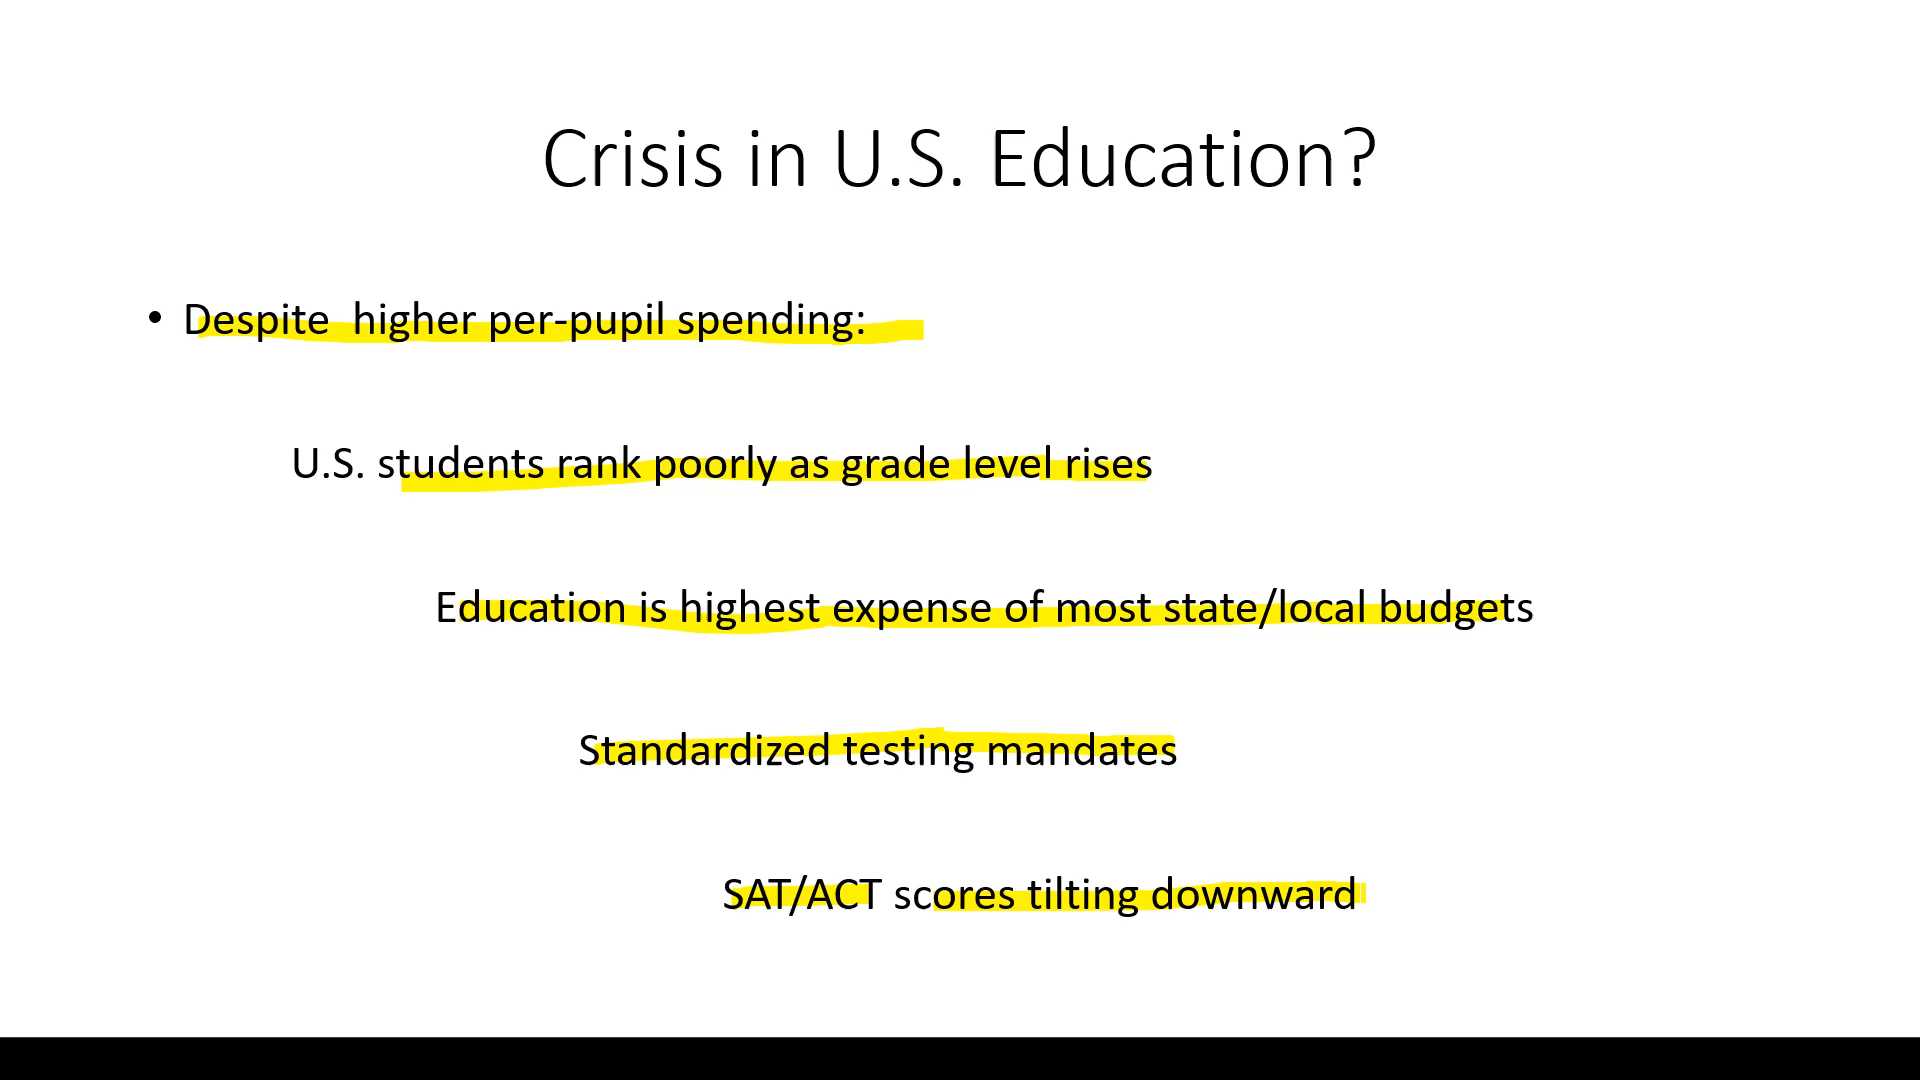 Crisis in U.S. Education?
• Despite  higher per-pupil spending:
U.S. students rank poorly as grade level rises
Education is highest expense of most state/local budgets
Standardized testing mandates
SAT/ACT scores tilting downward